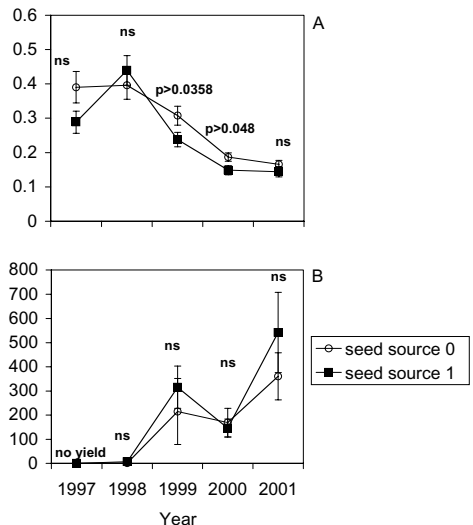 0.6
A
ns
ns
0.5
0.4
p>0.0358
0.3
p>0.048
ns
0.2
0.1
0
800
B
ns
700
600
ns
500
ns
seed source 0
400
seed source 1
300
200
ns
100
no yield
0
1997 1998 1999 2000 2001
Year